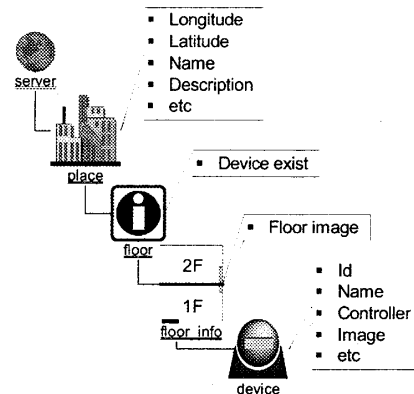 ▪ Longitude
▪ Latitude
▪ Name
▪ Description
▪ etc
server
place
▪ Device exist
floor
▪ Floor image
2F
1F
floor_info
▪ Id
▪ Name
▪ Controller
▪ Image
▪ etc
device